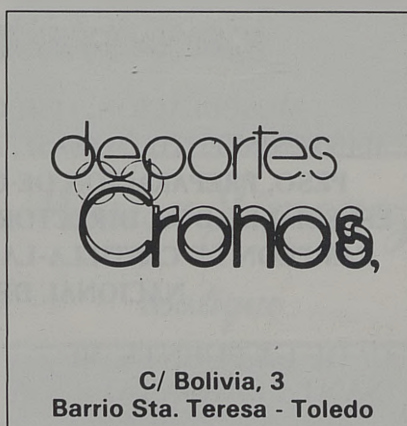 deportes
Cronos,
C/ Bolivia, 3
Barrio Sta. Teresa - Toledo